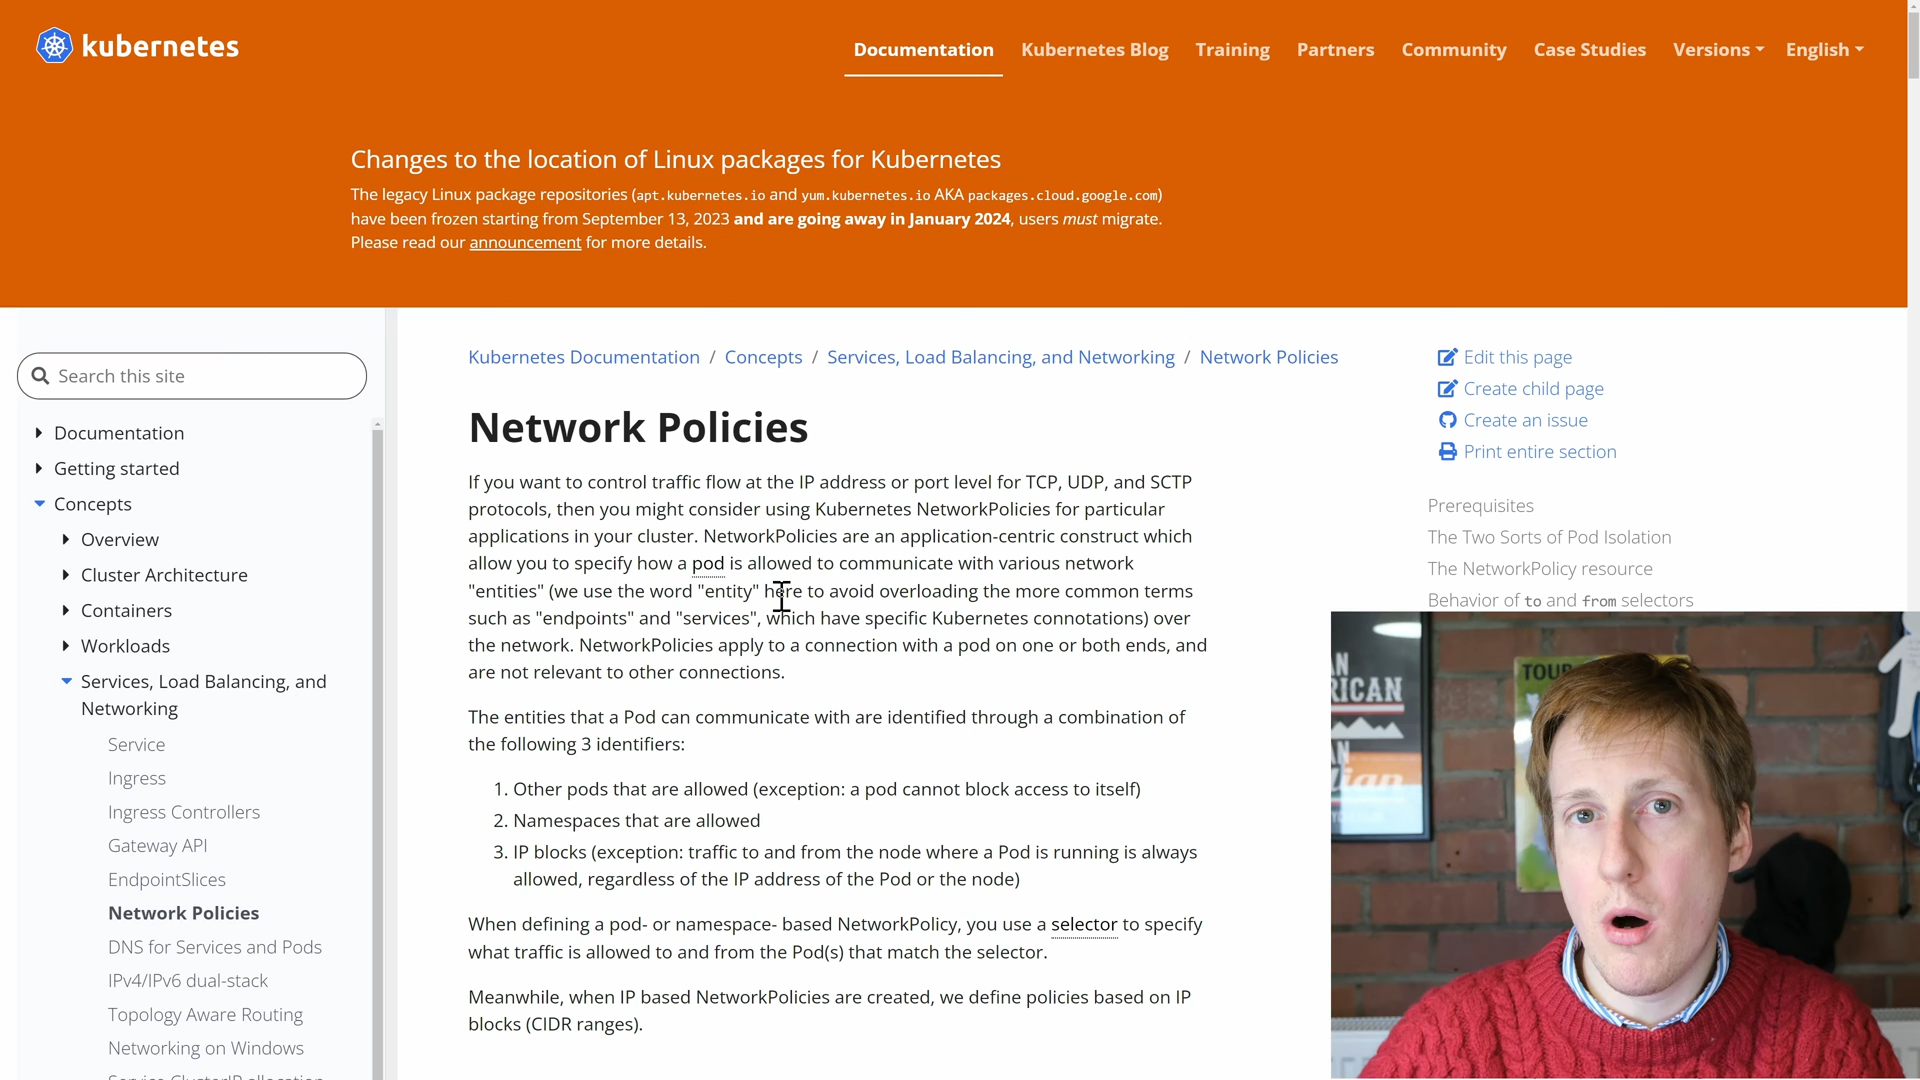 kubernetes
Documentation
Kubernetes Blog
Training
Partners
Community
Case Studies
Versions
English
Changes to the location of Linux packages for Kubernetes
The legacy Linux package repositories (apt.kubernetes.io and yum.kubernetes.io AKA packages.cloud.google.com)
have been frozen starting from September 13, 2023 and are going away in January 2024, users must migrate.
Please read our announcement for more details.
Search this site
Documentation
Getting started
Concepts
Overview
Cluster Architecture
Containers
Workloads
Services, Load Balancing, and
Networking
Service
Ingress
Ingress Controllers
Gateway API
EndpointSlices
Network Policies
DNS for Services and Pods
IPv4/IPv6 dual-stack
Topology Aware Routing
Networking on Windows
Service ClusterIP allocation
Kubernetes Documentation / Concepts / Services, Load Balancing, and Networking / Network Policies
Network Policies
If you want to control traffic flow at the IP address or port level for TCP, UDP, and SCTP
protocols, then you might consider using Kubernetes NetworkPolicies for particular
applications in your cluster. NetworkPolicies are an application-centric construct which
allow you to specify how a pod is allowed to communicate with various network
"entities" (we use the word "entity" here to avoid overloading the more common terms
such as "endpoints" and "services", which have specific Kubernetes connotations) over
the network. NetworkPolicies apply to a connection with a pod on one or both ends, and
are not relevant to other connections.
The entities that a Pod can communicate with are identified through a combination of
the following 3 identifiers:
1. Other pods that are allowed (exception: a pod cannot block access to itself)
2. Namespaces that are allowed
3. IP blocks (exception: traffic to and from the node where a Pod is running is always
allowed, regardless of the IP address of the Pod or the node)
When defining a pod- or namespace- based NetworkPolicy, you use a selector to specify
what traffic is allowed to and from the Pod(s) that match the selector.
Meanwhile, when IP based NetworkPolicies are created, we define policies based on IP
blocks (CIDR ranges).
Edit this page
Create child page
Create an issue
Print entire section
Prerequisites
The Two Sorts of Pod Isolation
The NetworkPolicy resource
Behavior of to and from selectors
TOUR